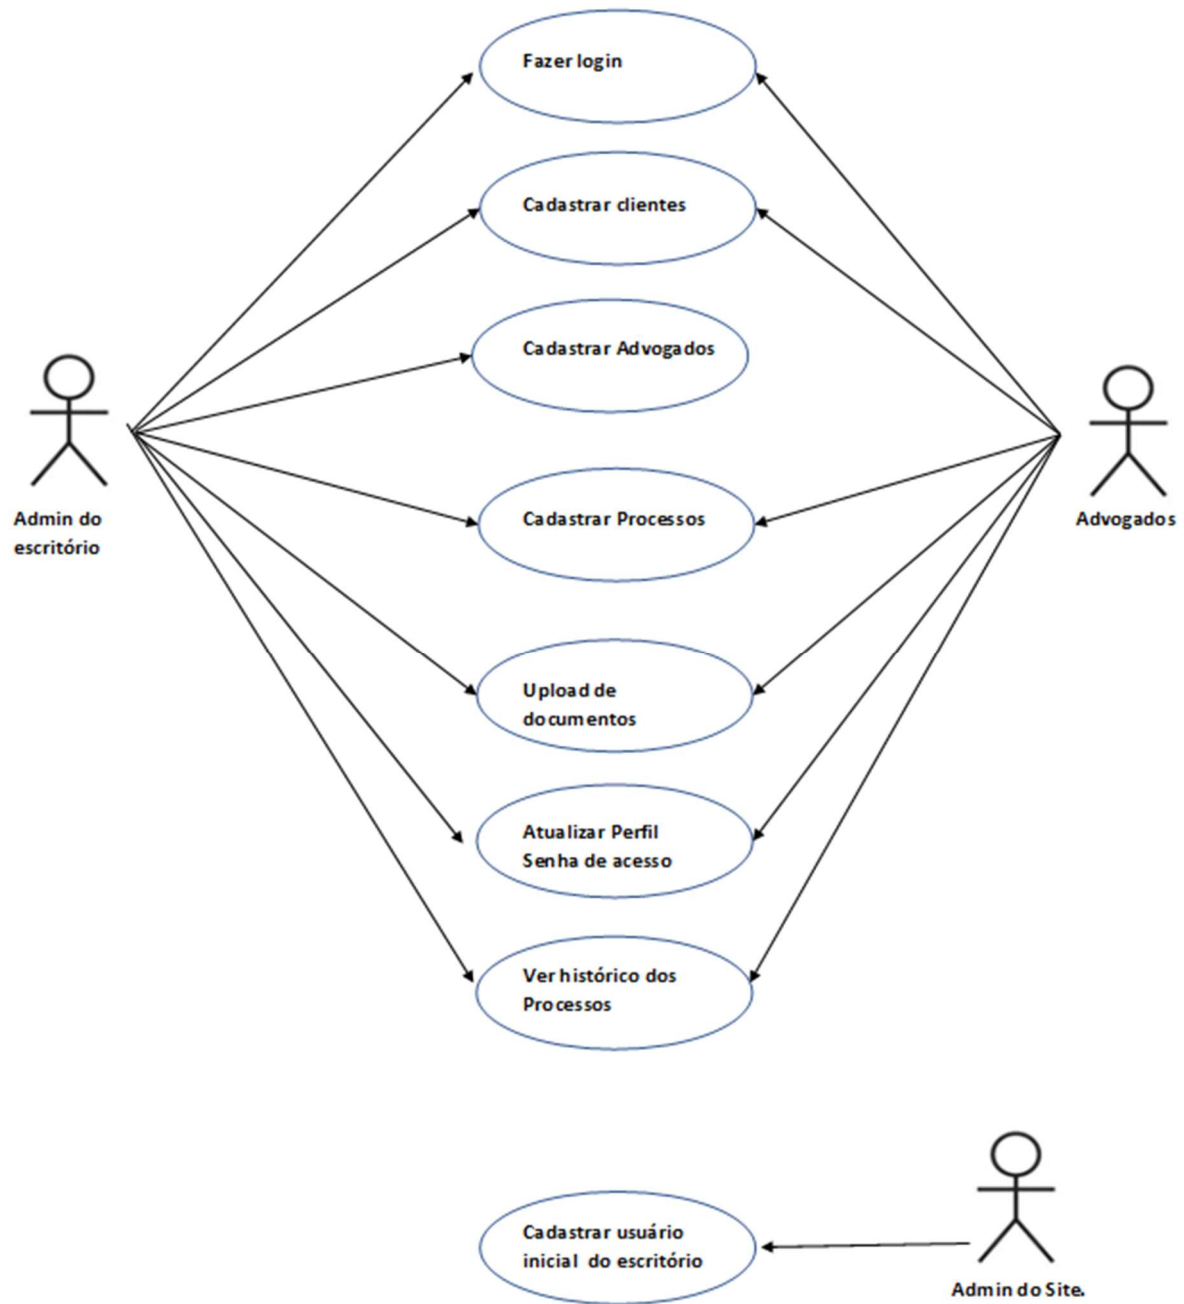 Fazer login
Cadastrar clientes
Cadastrar Advogados
Admin do
escritório
Cadastrar Processos
Advogados
Upload de
documentos
Atualizar Perfil
Senha de acesso
Ver histórico dos
Processos
Cadastrar usuário
inicial do escritório
Admin do Site.